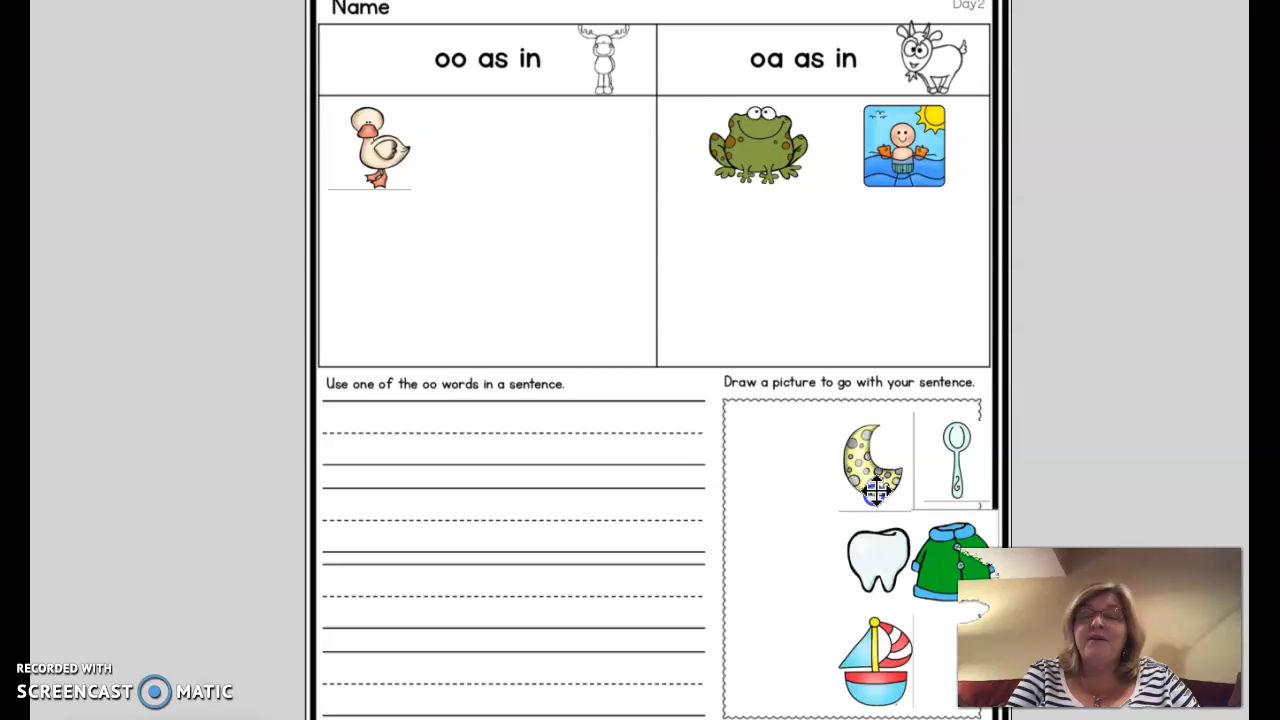 Name
Day2
oo as in
oa as in
Use one of the oo words in a sentence.
Draw a picture to go with your sentence.
RECORDED WITH
SCREENCAST MATIC